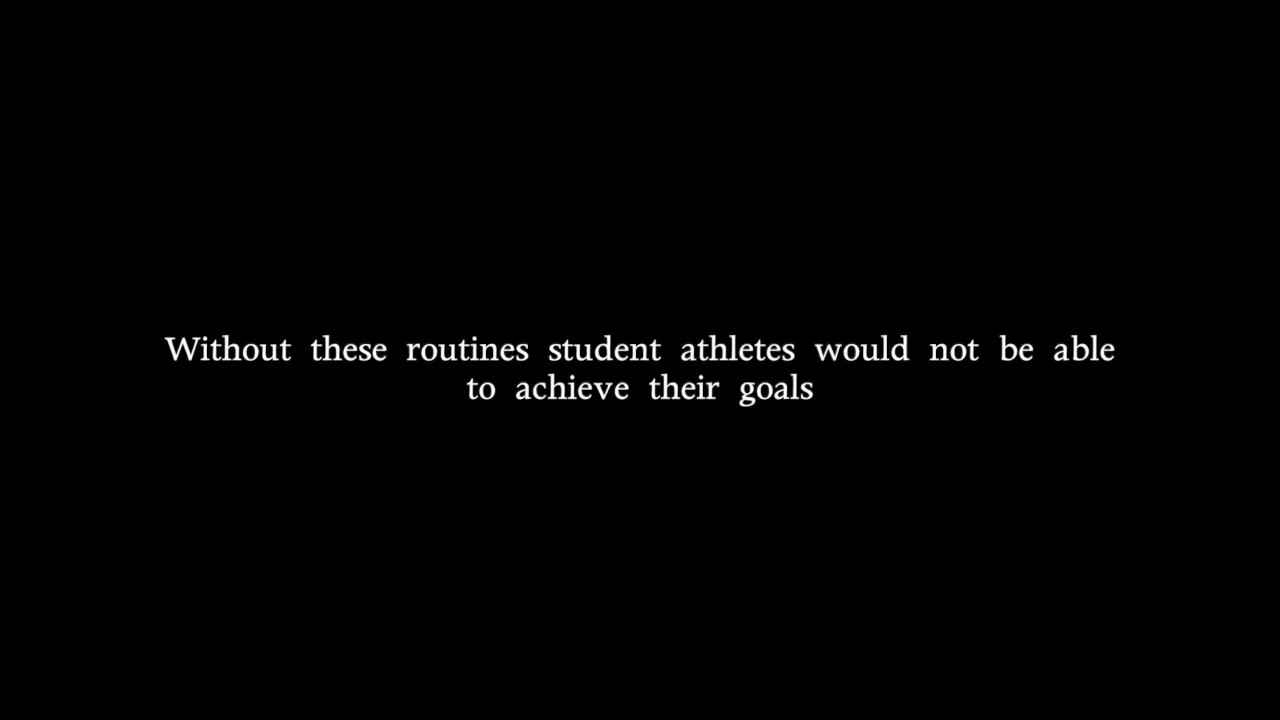 Without these routines student athletes would not be able
to achieve their goals